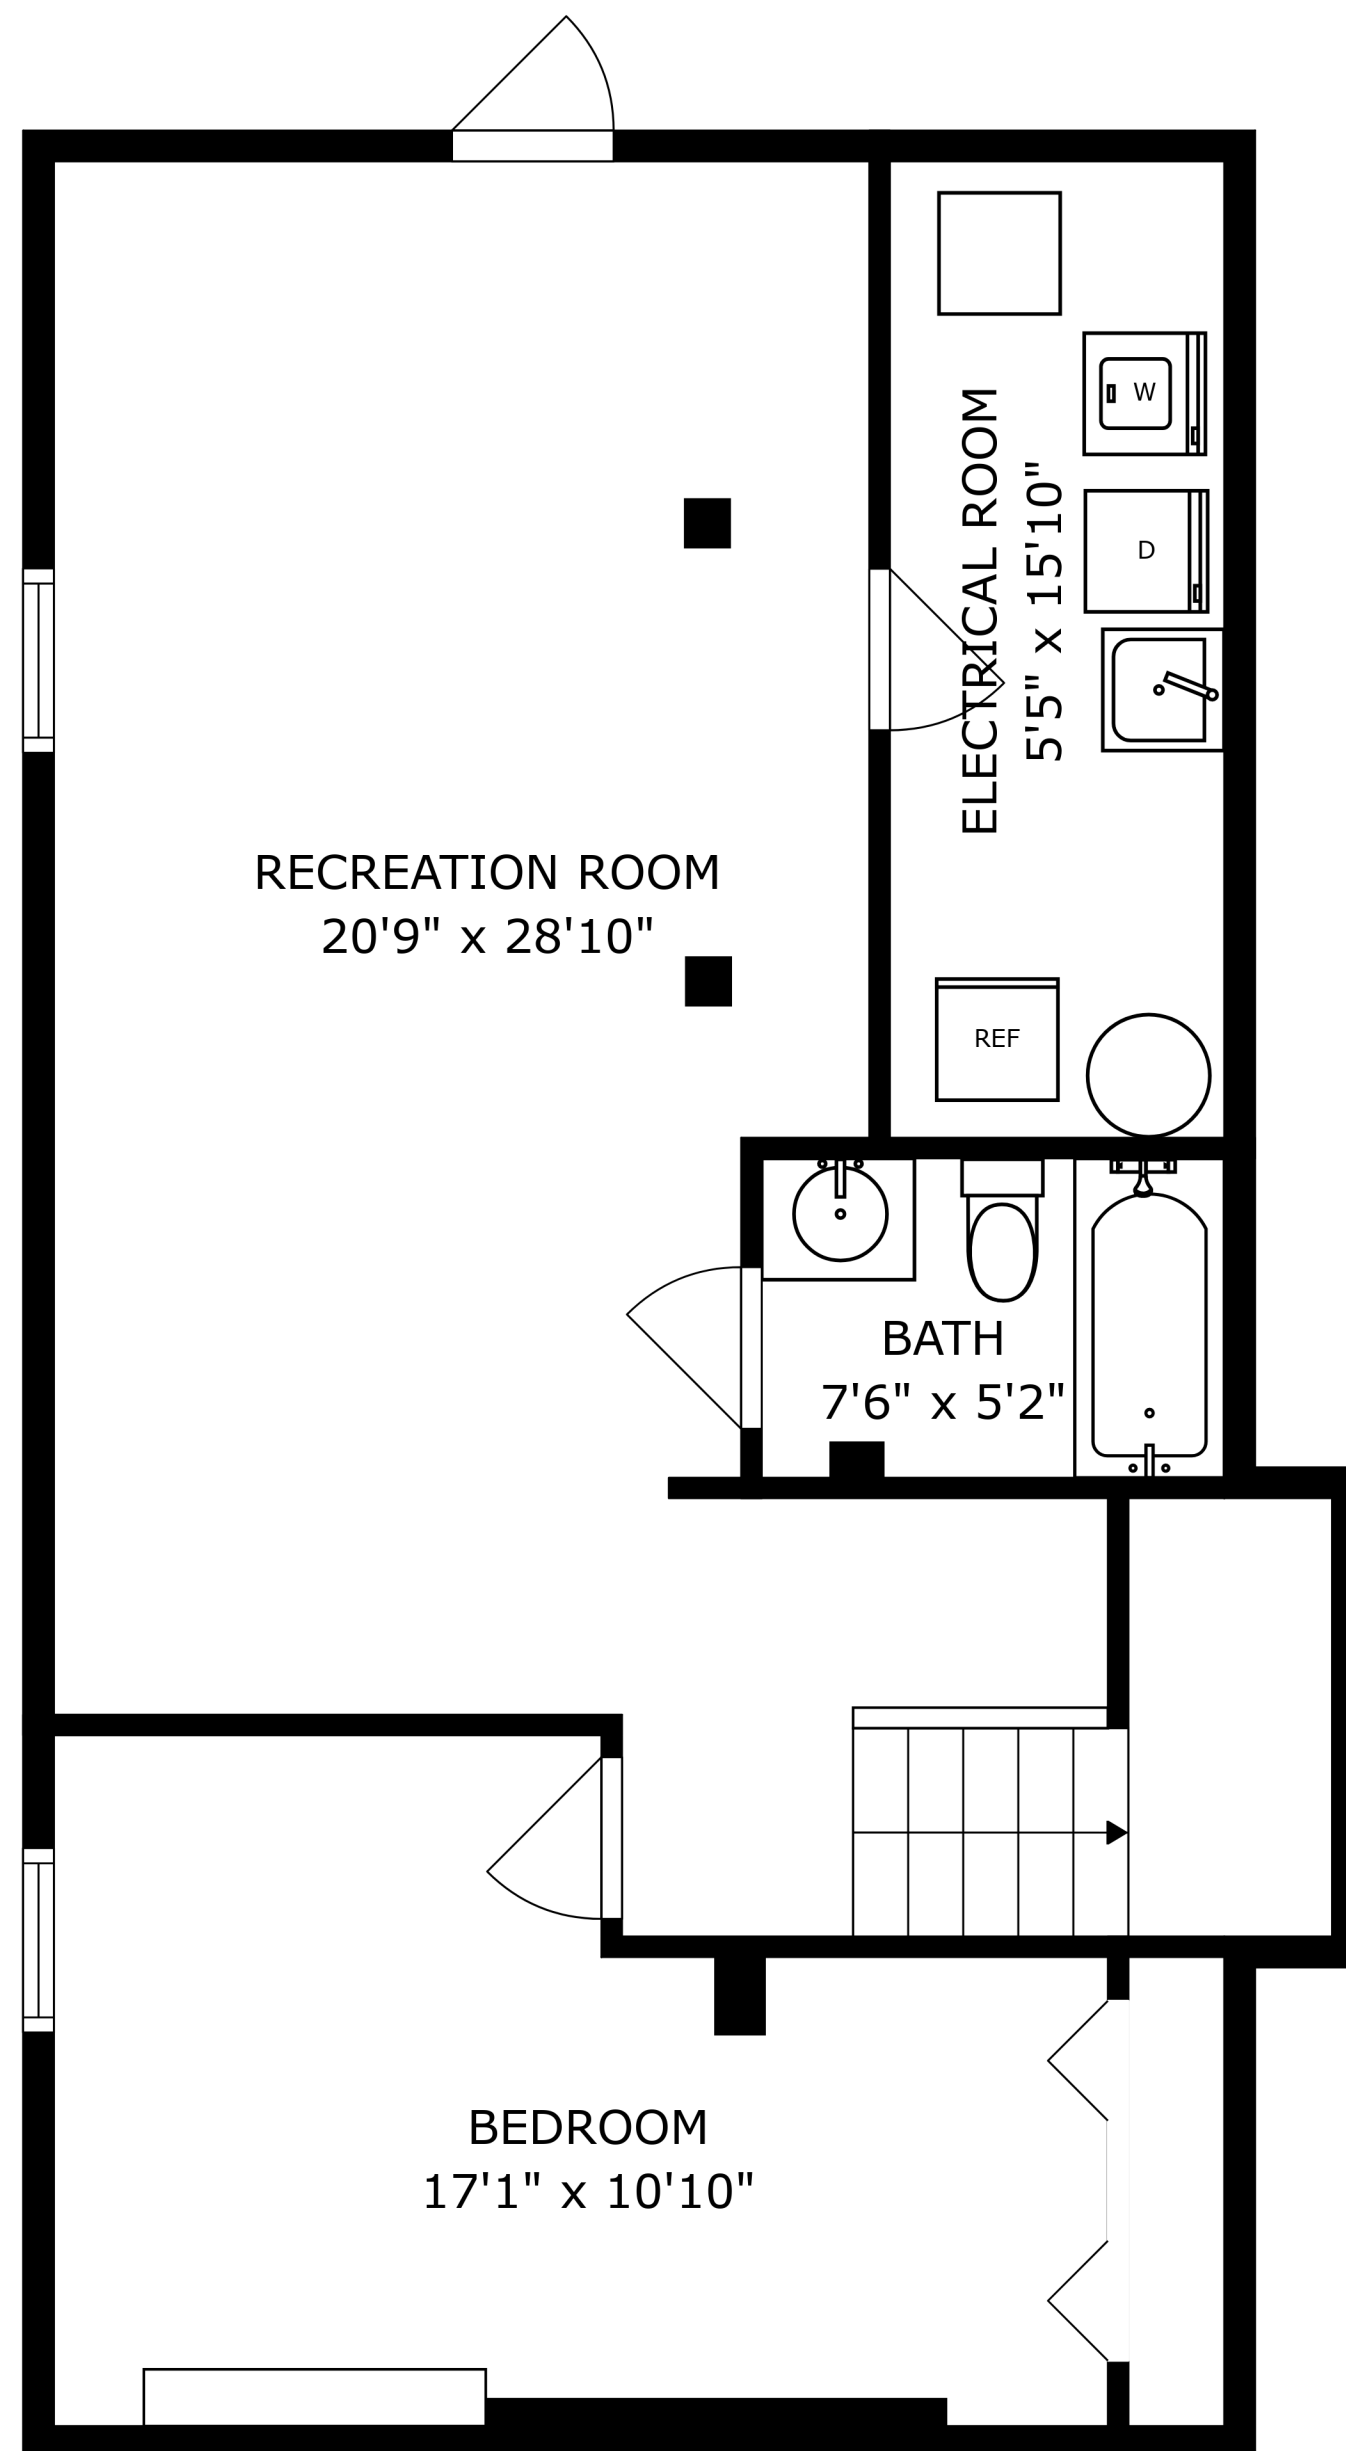 W
D
ELECTRICAL ROOM
5'5" x 15'10"
RECREATION ROOM
20'9" x 28'10"
REF
BATH
7'6" x 5'2"
BEDROOM
17'1" x 10'10"